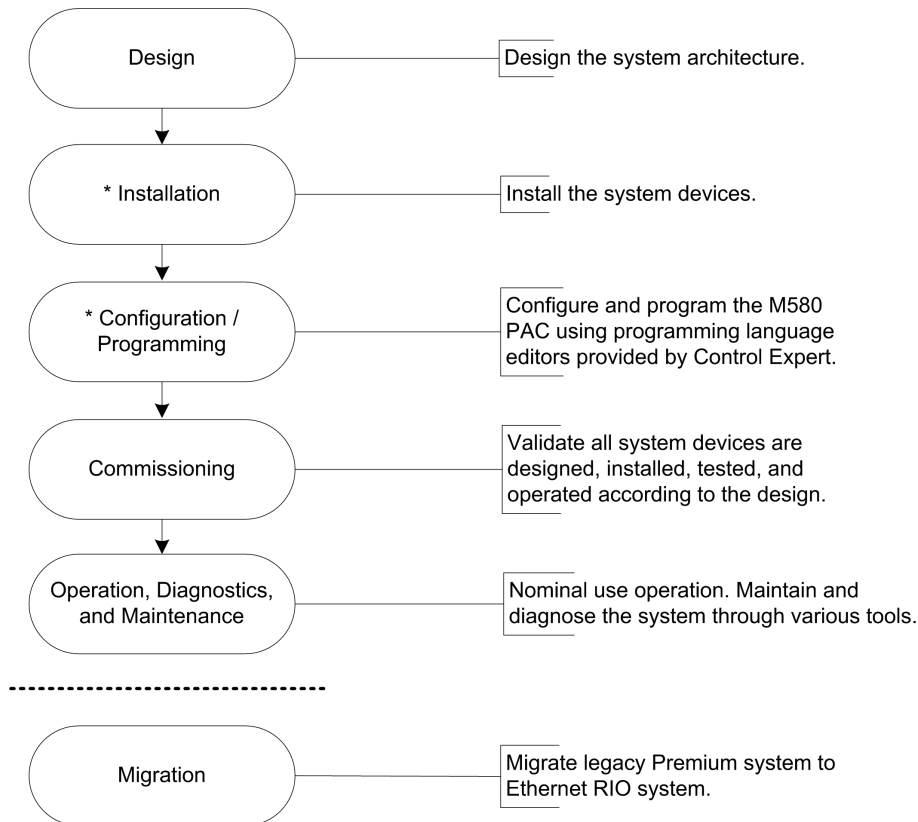 Design
Design the system architecture.
* Installation
Install the system devices.
* Configuration /
Programming
Configure and program the M580
PAC using programming language
editors provided by Control Expert.
Commissioning
Validate all system devices are
designed, installed, tested, and
operated according to the design.
Operation, Diagnostics,
and Maintenance
Nominal use operation. Maintain and
diagnose the system through various tools.
Migration
Migrate legacy Premium system to
Ethernet RIO system.